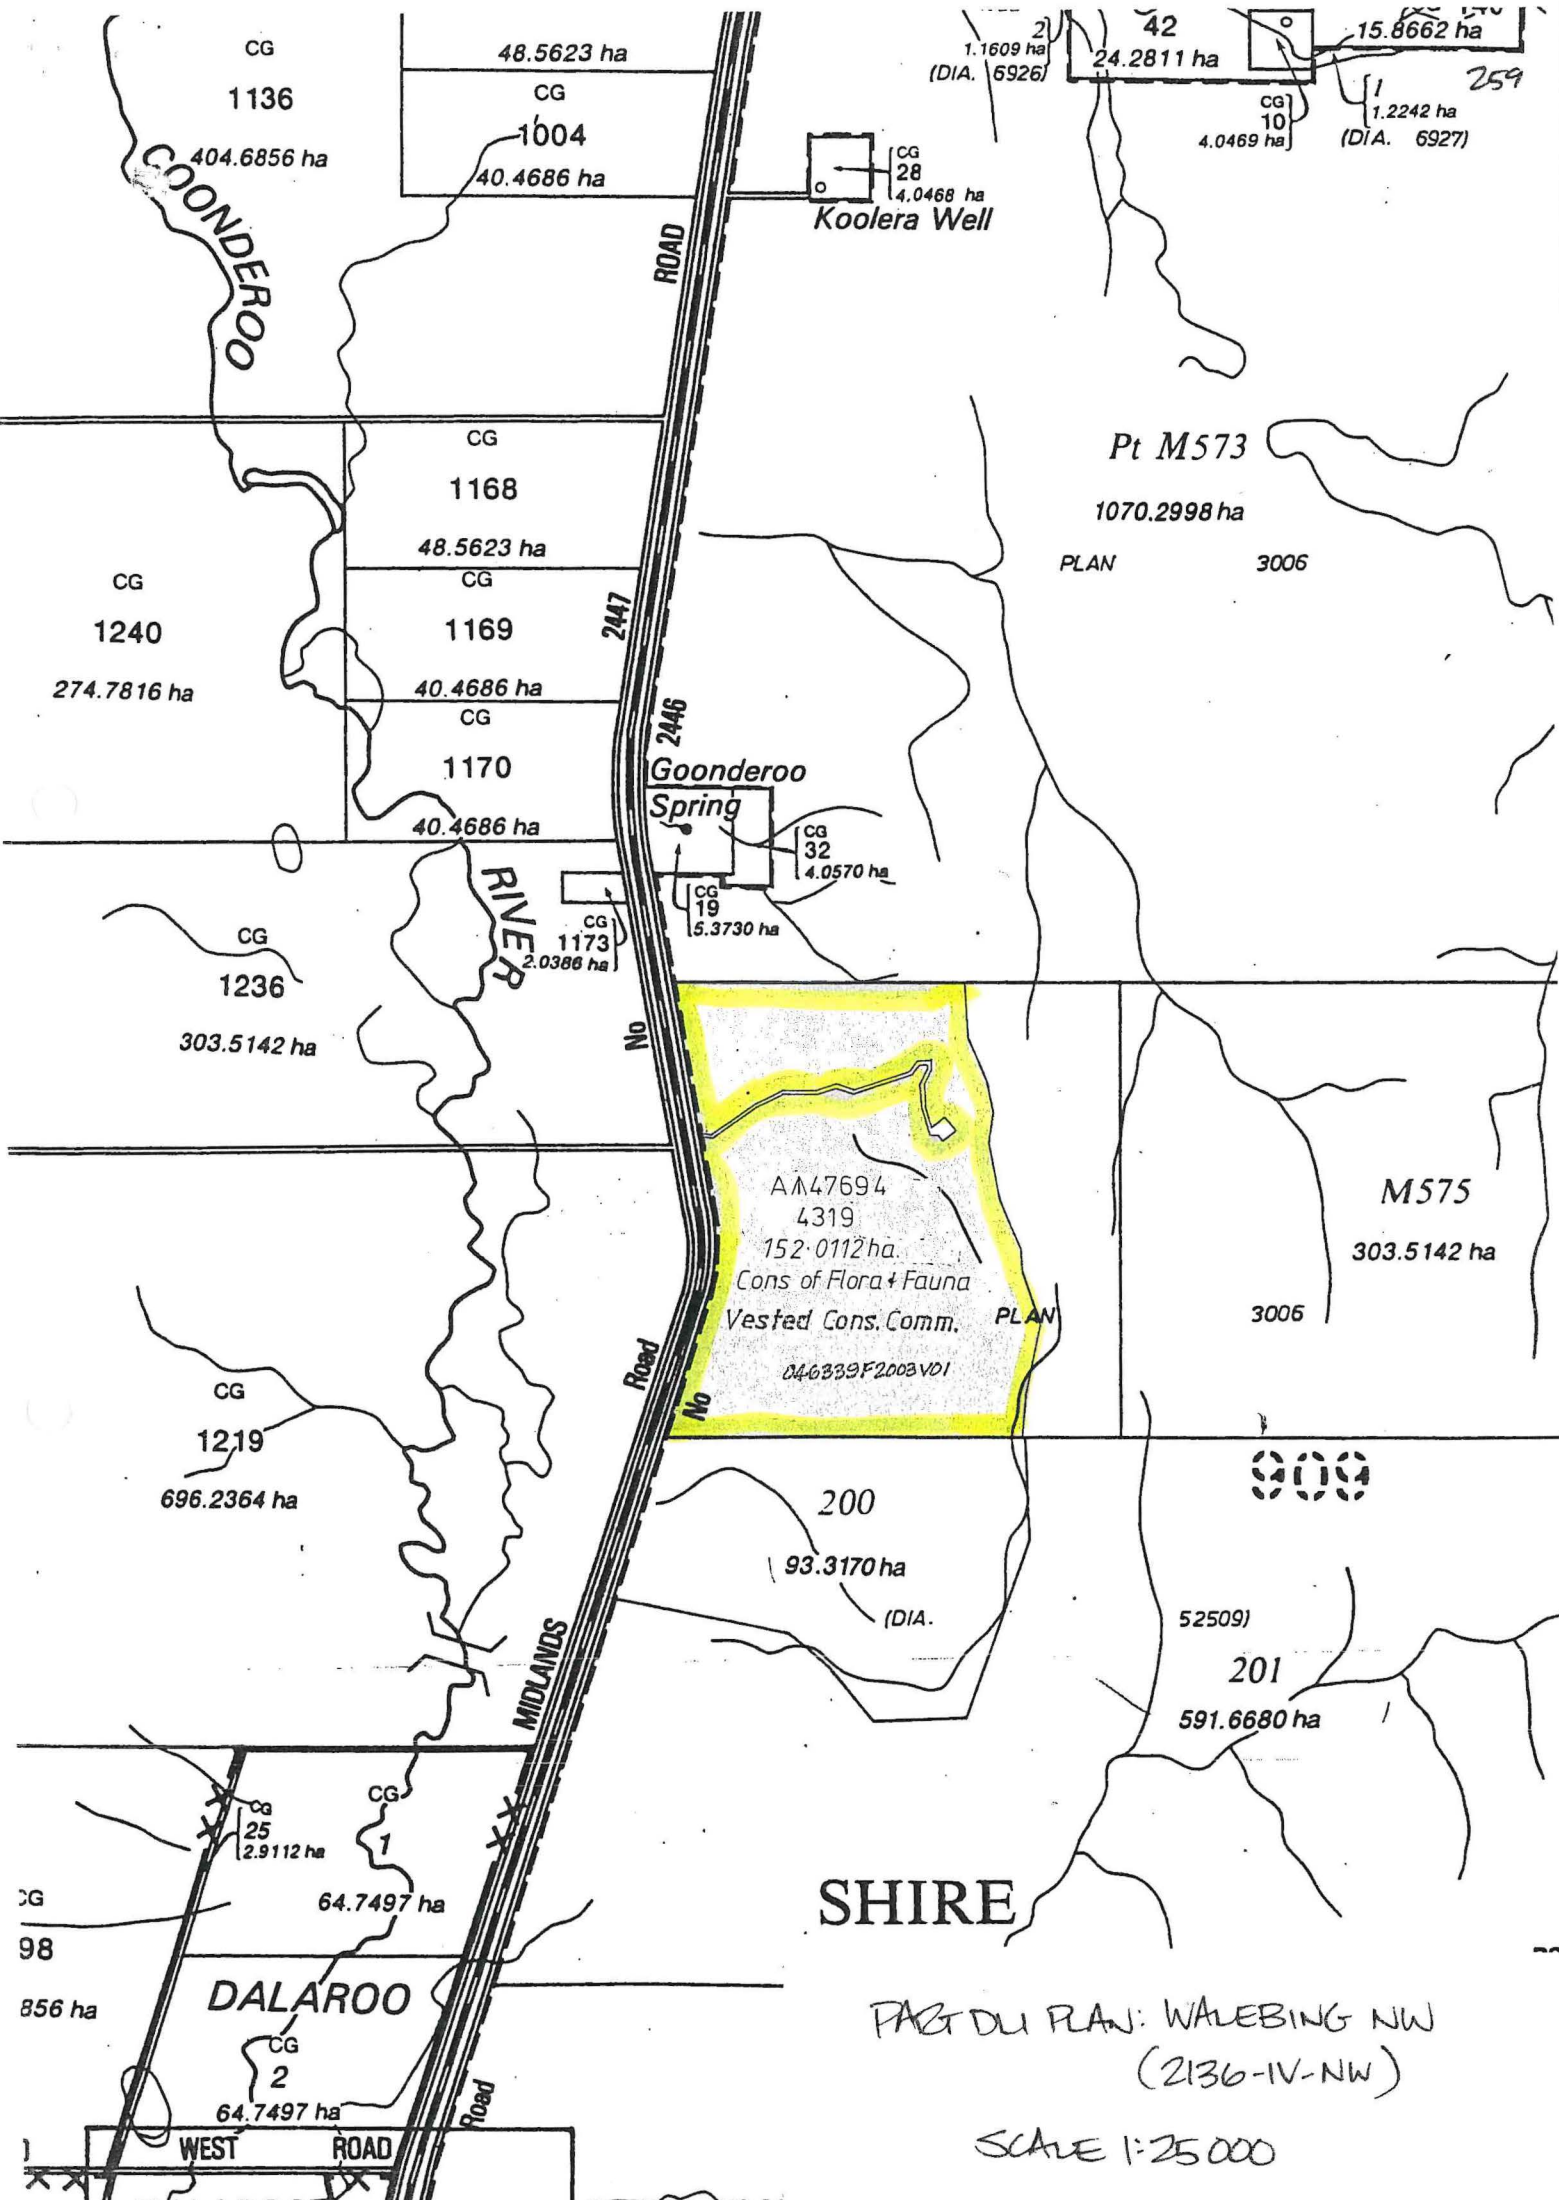 CG
1136
404.6856 ha
48.5623 ha
CG
1004
40.4686 ha
2
1.1609 ha
(DIA. 6926)
42
24.2811 ha
15.8662 ha
259
CG
10
4.0469 ha
1
1.2242 ha
(DIA. 6927)
COONDEROO
ROAD
CG
28
4.0468 ha
Koolera Well
CG
1168
48.5623 ha
Pt M573
1070.2998 ha
PLAN 3006
CG
1240
274.7816 ha
CG
1169
40.4686 ha
2447
2446
CG
1170
40.4686 ha
Goonderoo
Spring
CG
32
4.0570 ha
CG
19
5.3730 ha
RIVER
CG
1173
2.0386 ha
CG
1236
303.5142 ha
No
AA47694
4319
152.0112 ha.
Cons of Flora & Fauna
Vested Cons. Comm.
046339F2003V01
PLAN 3006
M575
303.5142 ha
Road
No
CG
1219
696.2364 ha
909
200
93.3170 ha
(DIA. 52509)
201
591.6680 ha
MIDLANDS
CG
25
2.9112 ha
CG
1
64.7497 ha
SHIRE
CG
98
856 ha
DALAROO
CG
2
64.7497 ha
Road
WEST ROAD
PART DLI PLAN: WALEBING NW
(2136-IV-NW)
SCALE 1:25000